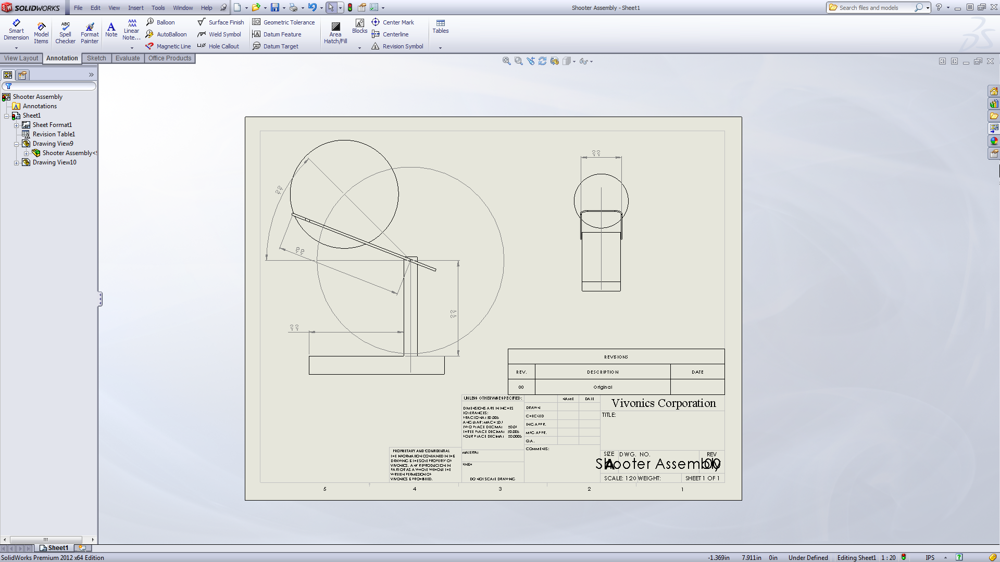 SOLIDWORKS File Edit View Insert Tools Window Help
Shooter Assembly - Sheet1
Search files and models
Smart Dimension
Model Items
ABC Spell Checker
Format Painter
Note
Linear Note...
Balloon
AutoBalloon
Magnetic Line
Surface Finish
Weld Symbol
Hole Callout
Geometric Tolerance
Datum Feature
Datum Target
Area Hatch/Fill
Blocks
Center Mark
Centerline
Revision Symbol
Tables
View Layout Annotation Sketch Evaluate Office Products
Shooter Assembly
Annotations
Sheet1
Sheet Format1
Revision Table1
Drawing View9
Shooter Assembly<
Drawing View10
??
??
??
??
??
REVISIONS
REV. DESCRIPTION DATE
00 Original
UNLESS OTHERWISE SPECIFIED:
DIMENSIONS ARE IN INCHES
TOLERANCES:
FRACTIONAL ±0.005
ANGULAR: MACH ±0.1
TWO PLACE DECIMAL ±0.01
THREE PLACE DECIMAL ±0.005
FOUR PLACE DECIMAL ±0.0005
MATERIAL
FINISH
DO NOT SCALE DRAWING
NAME DATE
DRAWN
CHECKED
ENG APPR.
MFG APPR.
Q.A.
COMMENTS:
Vivonics Corporation
TITLE:
SIZE DWG. NO. REV
A Shooter Assembly 00
SCALE: 1:20 WEIGHT: SHEET 1 OF 1
PROPRIETARY AND CONFIDENTIAL
THE INFORMATION CONTAINED IN THIS
DRAWING IS THE SOLE PROPERTY OF
VIVONICS. ANY REPRODUCTION IN
PART OR AS A WHOLE WITHOUT THE
WRITTEN PERMISSION OF
VIVONICS IS PROHIBITED.
5 4 3 2 1
Sheet1
SolidWorks Premium 2012 x64 Edition
-1.369in 7.911in 0in Under Defined Editing Sheet1 1 : 20 IPS